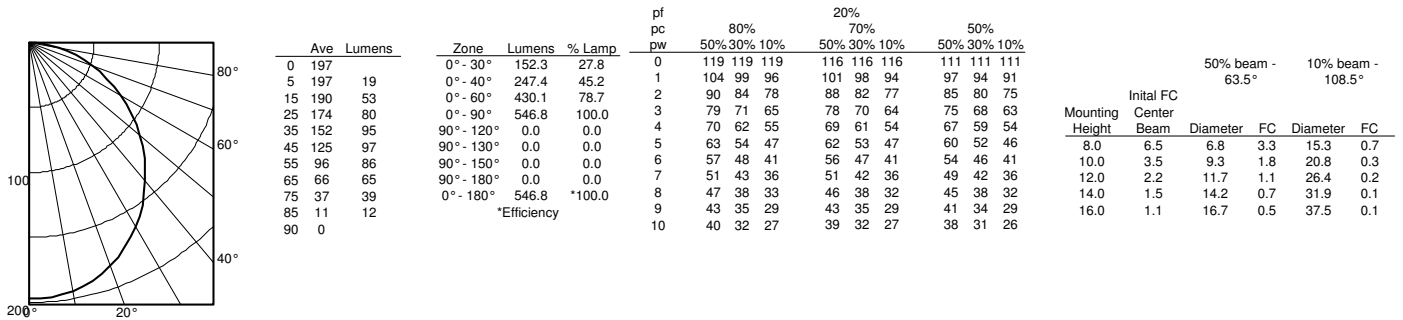 80°
60°
40°
20°
0°
100
200
Ave Lumens
0 197
5 197 19
15 190 53
25 174 80
35 152 95
45 125 97
55 96 86
65 66 65
75 37 39
85 11 12
90 0
Zone Lumens % Lamp
0° - 30° 152.3 27.8
0° - 40° 247.4 45.2
0° - 60° 430.1 78.7
0° - 90° 546.8 100.0
90° - 120° 0.0 0.0
90° - 130° 0.0 0.0
90° - 150° 0.0 0.0
90° - 180° 0.0 0.0
0° - 180° 546.8 *100.0
*Efficiency
pf 20%
pc 80% 70% 50%
pw 50% 30% 10% 50% 30% 10% 50% 30% 10%
0 119 119 119 116 116 116 111 111 111
1 104 99 96 101 98 94 97 94 91
2 90 84 78 88 82 77 85 80 75
3 79 71 65 78 70 64 75 68 63
4 70 62 55 69 61 54 67 59 54
5 63 54 47 62 53 47 60 52 46
6 57 48 41 56 47 41 54 46 41
7 51 43 36 51 42 36 49 42 36
8 47 38 33 46 38 32 45 38 32
9 43 35 29 43 35 29 41 34 29
10 40 32 27 39 32 27 38 31 26
50% beam - 10% beam -
63.5° 108.5°
Inital FC
Mounting Center
Height Beam Diameter FC Diameter FC
8.0 6.5 6.8 3.3 15.3 0.7
10.0 3.5 9.3 1.8 20.8 0.3
12.0 2.2 11.7 1.1 26.4 0.2
14.0 1.5 14.2 0.7 31.9 0.1
16.0 1.1 16.7 0.5 37.5 0.1